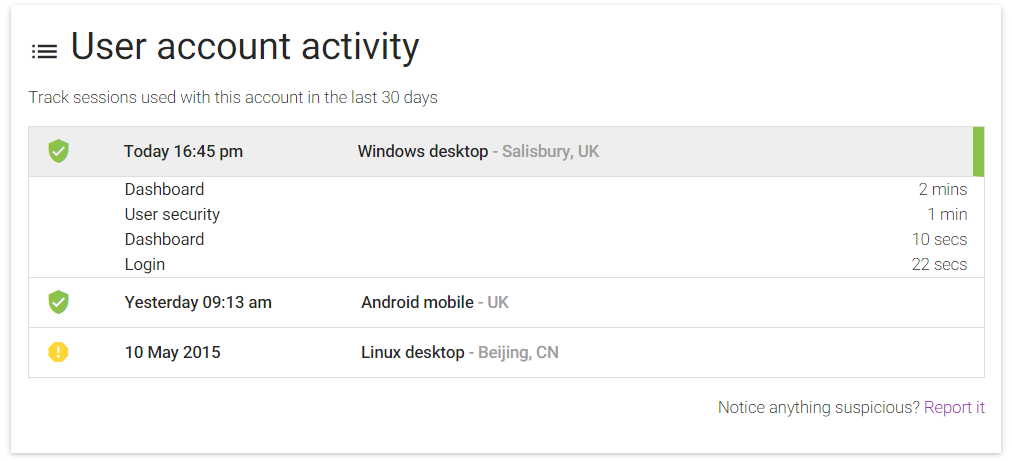 User account activity
Track sessions used with this account in the last 30 days
Today 16:45 pm Windows desktop - Salisbury, UK
Dashboard 2 mins
User security 1 min
Dashboard 10 secs
Login 22 secs
Yesterday 09:13 am Android mobile - UK
10 May 2015 Linux desktop - Beijing, CN
Notice anything suspicious? Report it